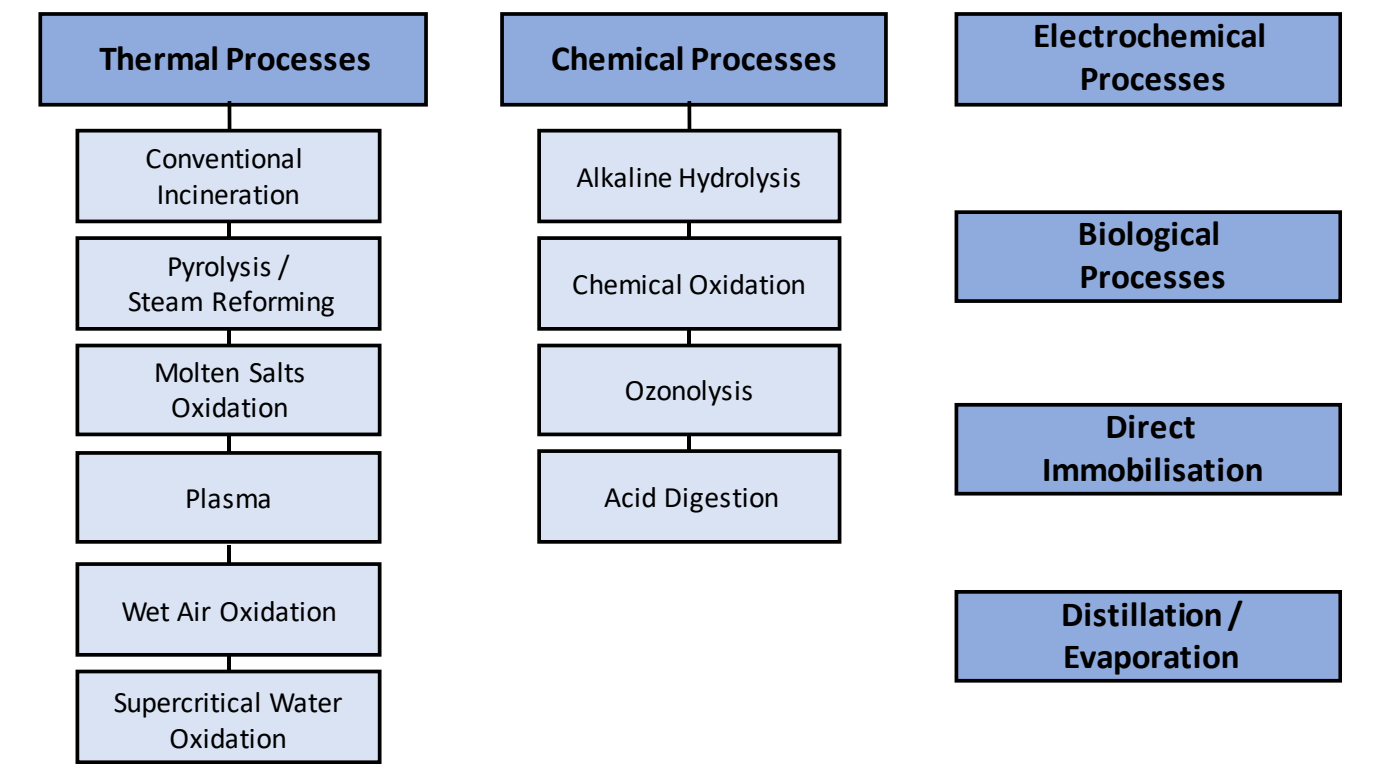 Thermal Processes
Conventional
Incineration
Pyrolysis /
Steam Reforming
Molten Salts
Oxidation
Plasma
Wet Air Oxidation
Supercritical Water
Oxidation
Chemical Processes
Alkaline Hydrolysis
Chemical Oxidation
Ozonolysis
Acid Digestion
Electrochemical
Processes
Biological
Processes
Direct
Immobilisation
Distillation /
Evaporation